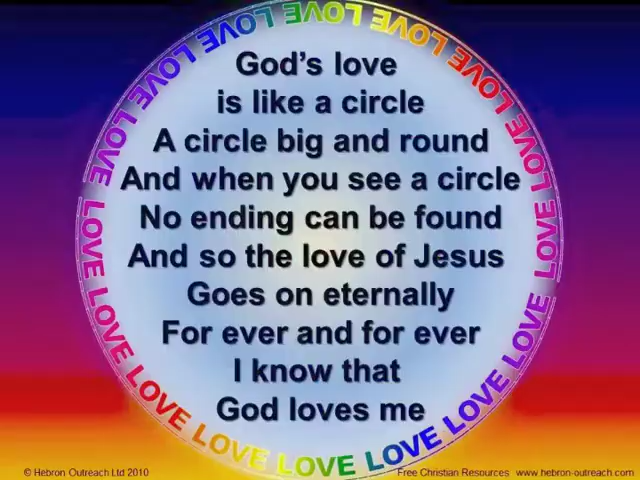 God's love
is like a circle
A circle big and round
And when you see a circle
No ending can be found
And so the love of Jesus
Goes on eternally
For ever and for ever
I know that
God loves me
LOVE LOVE LOVE LOVE LOVE LOVE LOVE LOVE LOVE LOVE LOVE LOVE LOVE LOVE LOVE LOVE
© Hebron Outreach Ltd 2010
Free Christian Resources www.hebron-outreach.com